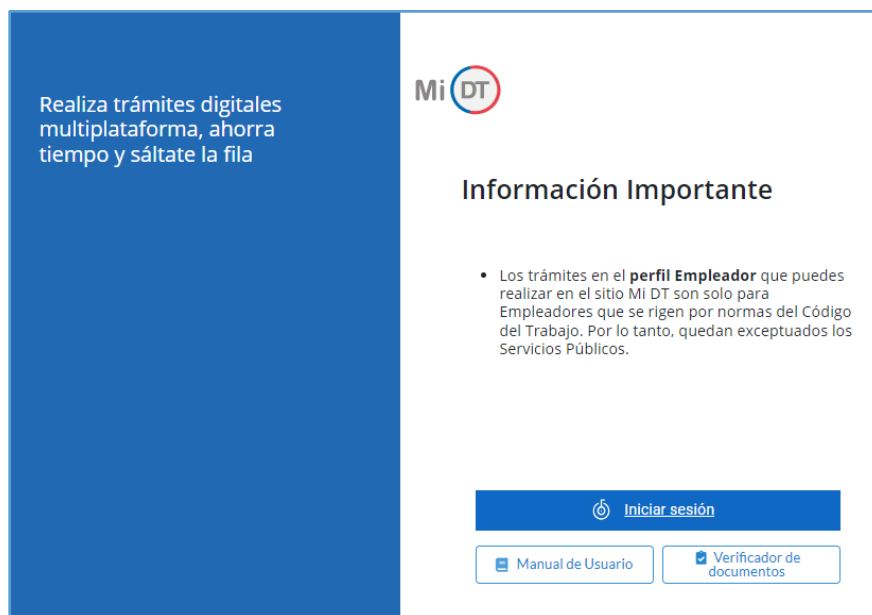 Realiza trámites digitales
multiplataforma, ahorra
tiempo y sáltate la fila
Mi DT
Información Importante
Los trámites en el perfil Empleador que puedes
realizar en el sitio Mi DT son solo para
Empleadores que se rigen por normas del Código
del Trabajo. Por lo tanto, quedan exceptuados los
Servicios Públicos.
Iniciar sesión
Manual de Usuario
Verificador de
documentos